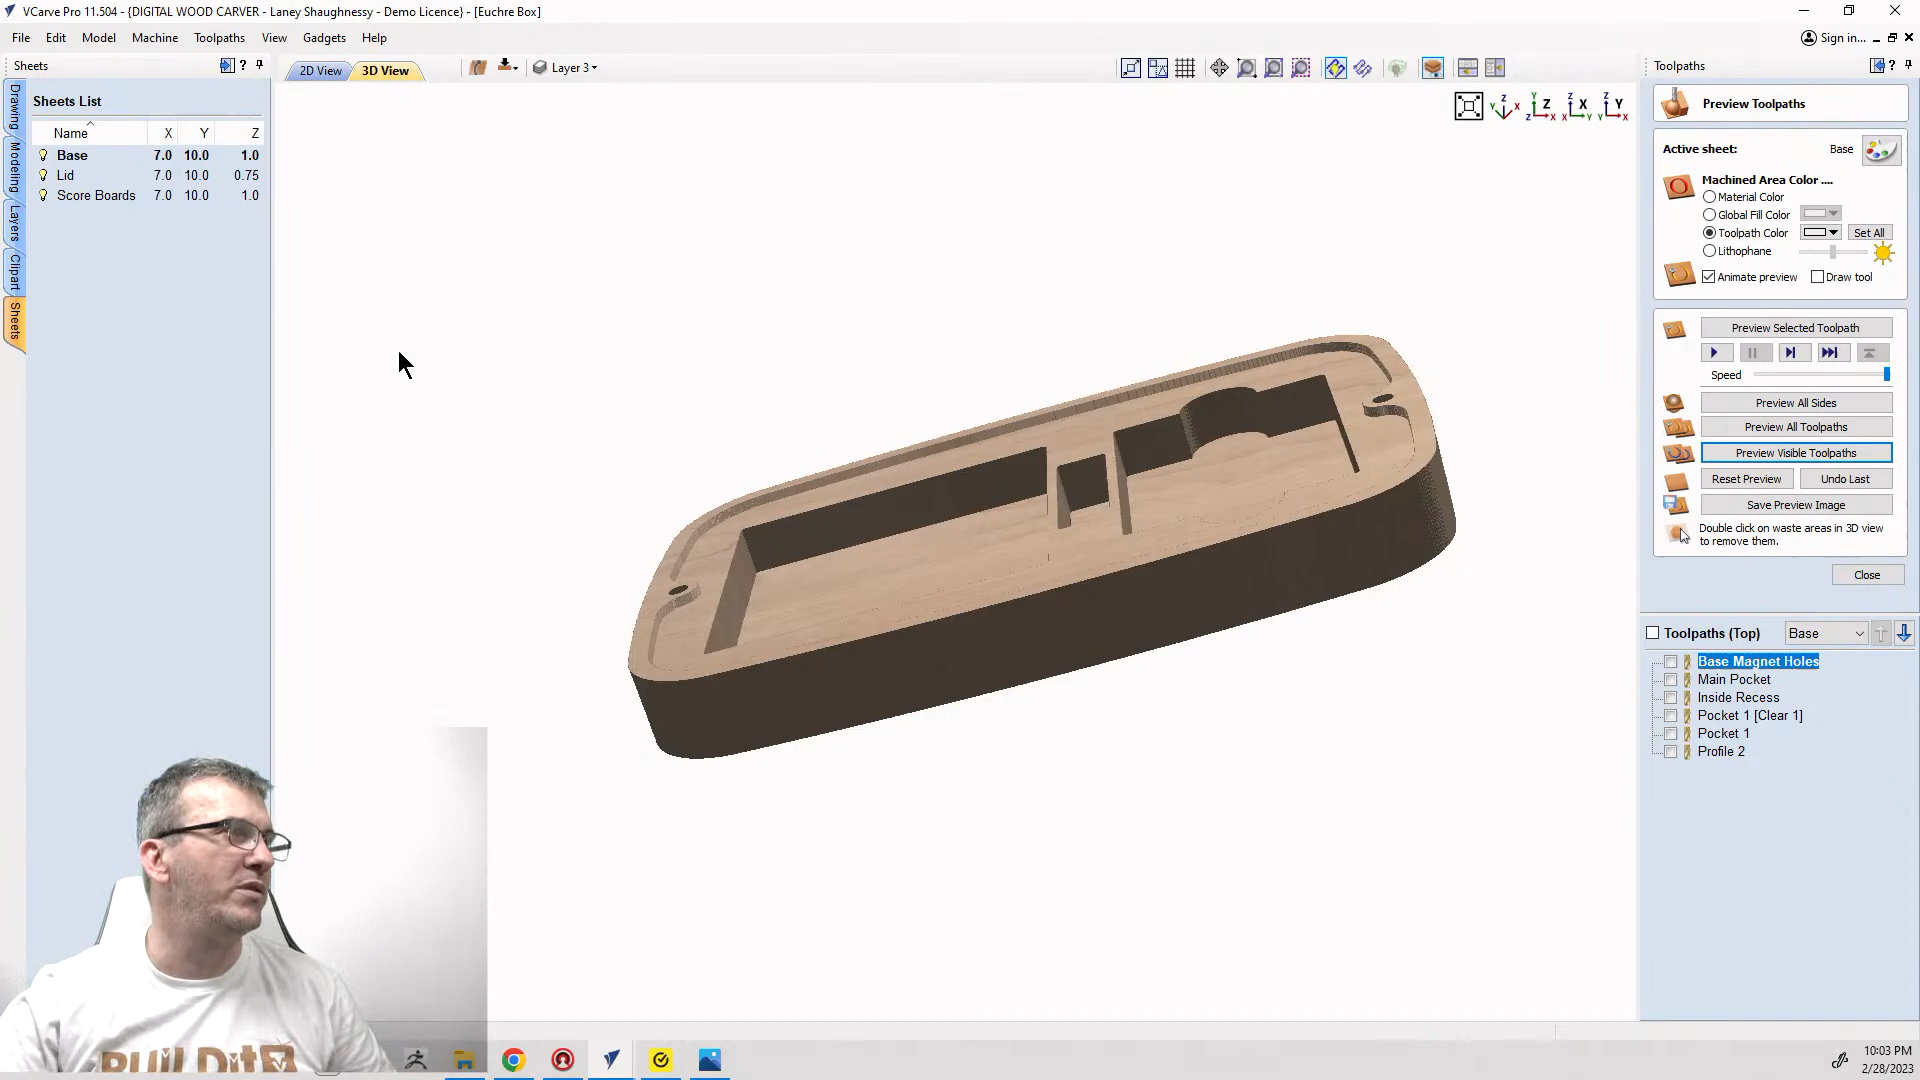 VCarve Pro 11.504 - {DIGITAL WOOD CARVER - Laney Shaughnessy - Demo Licence} - [Euchre Box]
File Edit Model Machine Toolpaths View Gadgets Help
Sign in...
Sheets
2D View
3D View
Layer 3
Toolpaths
Drawing
Modeling
Layers
Clipart
Sheets
Sheets List
Name X Y Z
Base 7.0 10.0 1.0
Lid 7.0 10.0 0.75
Score Boards 7.0 10.0 1.0
Y Z X
Y Z Z X
Z X X Y
Z Y Y X
Preview Toolpaths
Active sheet: Base
Machined Area Color ....
Material Color
Global Fill Color
Toolpath Color Set All
Lithophane
Animate preview Draw tool
Preview Selected Toolpath
Speed
Preview All Sides
Preview All Toolpaths
Preview Visible Toolpaths
Reset Preview Undo Last
Save Preview Image
Double click on waste areas in 3D view
to remove them.
Close
Toolpaths (Top) Base
Base Magnet Holes
Main Pocket
Inside Recess
Pocket 1 [Clear 1]
Pocket 1
Profile 2
BUILDit
10:03 PM
2/28/2023